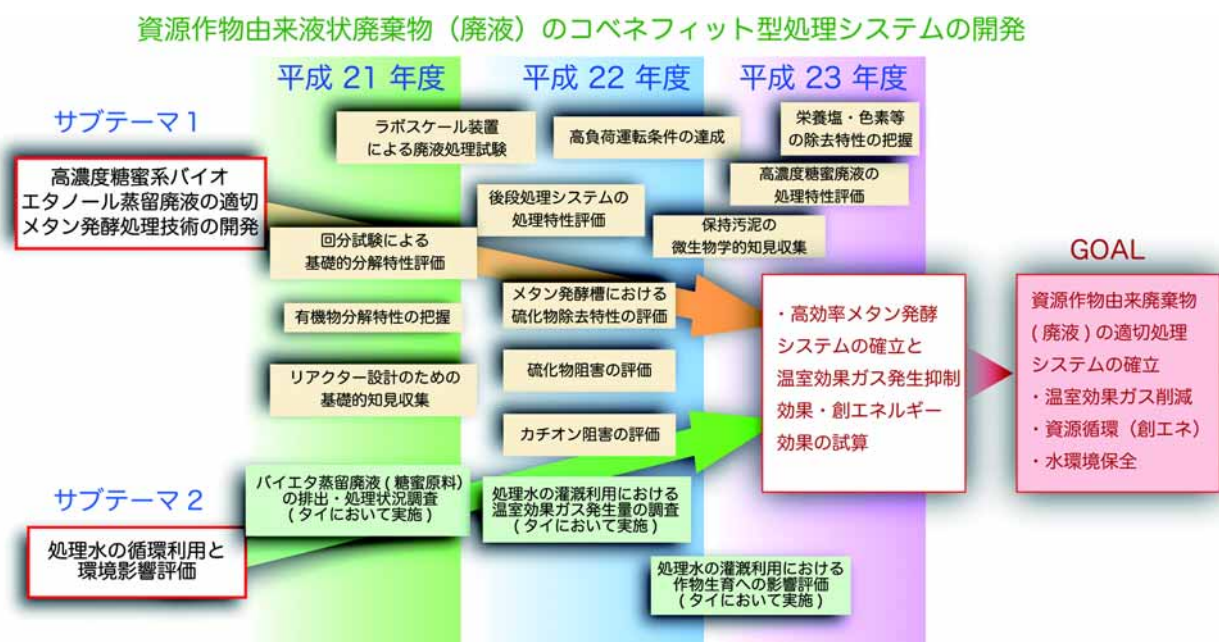 資源作物由来液状廃棄物（廃液）のコベネフィット型処理システムの開発
平成 21 年度
平成 22 年度
平成 23 年度
サブテーマ 1
高濃度糖蜜系バイオ
エタノール蒸留廃液の適切
メタン発酵処理技術の開発
ラボスケール装置
による廃液処理試験
高負荷運転条件の達成
栄養塩・色素等
の除去特性の把握
高濃度糖蜜廃液の
処理特性評価
後段処理システムの
処理特性評価
保持汚泥の
微生物学的知見収集
回分試験による
基礎的分解特性評価
メタン発酵槽における
硫化物除去特性の評価
有機物分解特性の把握
硫化物阻害の評価
リアクター設計のための
基礎的知見収集
カチオン阻害の評価
サブテーマ 2
処理水の循環利用と
環境影響評価
バイエタ蒸留廃液 ( 糖蜜原料 )
の排出・処理状況調査
( タイにおいて実施 )
処理水の灌漑利用における
温室効果ガス発生量の調査
( タイにおいて実施 )
処理水の灌漑利用における
作物生育への影響評価
( タイにおいて実施 )
・高効率メタン発酵
システムの確立と
温室効果ガス発生抑制
効果・創エネルギー
効果の試算
GOAL
資源作物由来廃棄物
( 廃液 ) の適切処理
システムの確立
・温室効果ガス削減
・資源循環（創エネ）
・水環境保全